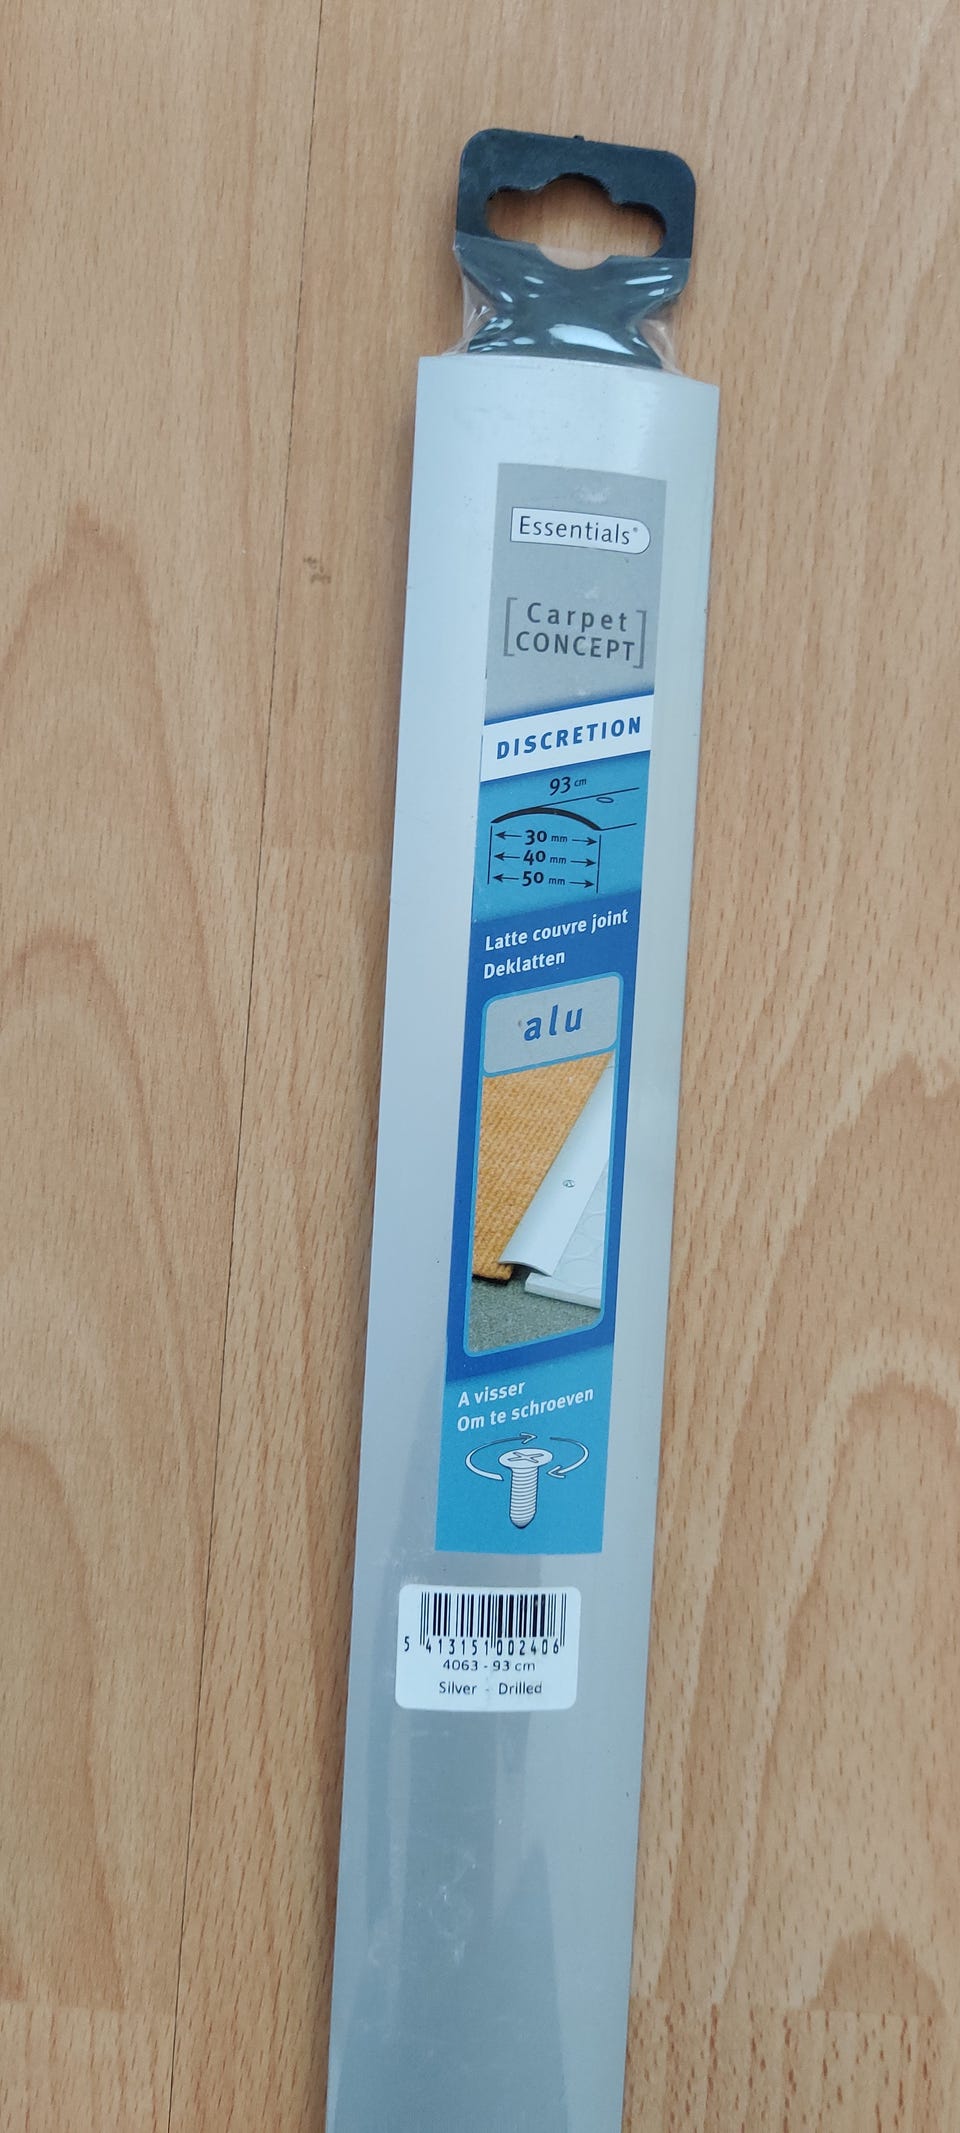 Essentials®
Carpet
CONCEPT
DISCRETION
93 cm
30 mm
40 mm
50 mm
Latte couvre joint
Deklatten
alu
A visser
Om te schroeven
5 413151 002406
4063 - 93 cm
Silver - Drilled